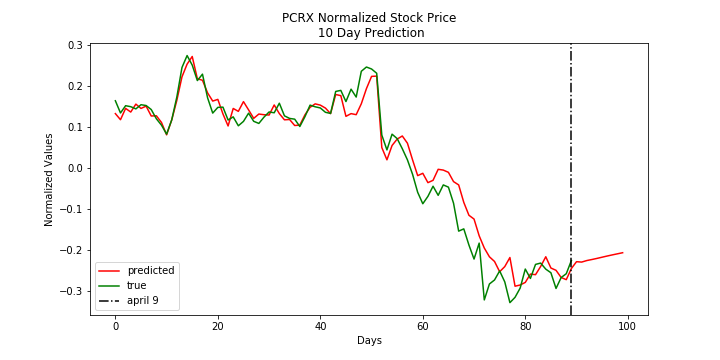 PCRX Normalized Stock Price
10 Day Prediction
Normalized Values
0.3
0.2
0.1
0.0
−0.1
−0.2
−0.3
predicted
true
april 9
0 20 40 60 80 100
Days